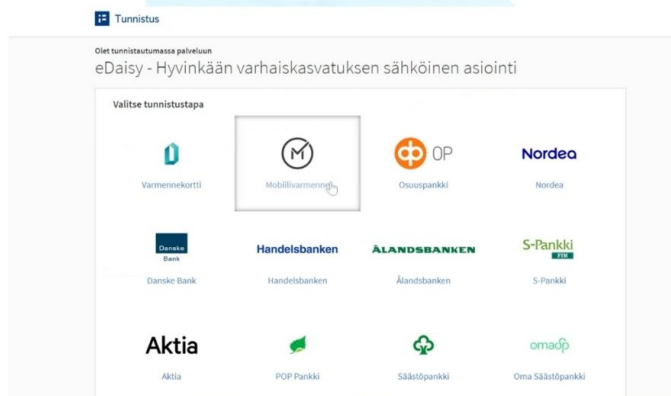 Tunnistus
Olet tunnistautumassa palveluun
eDaisy - Hyvinkään varhaiskasvatuksen sähköinen asiointi
Valitse tunnistustapa
OP Nordea
Varmennekortti Mobiilivarmenne Osuuspankki Nordea
Danske Bank Handelsbanken ÅLANDSBANKEN S-Pankki FIM
Danske Bank Handelsbanken Ålandsbanken S-Pankki
Aktia omasp
Aktia POP Pankki Säästöpankki Oma Säästöpankki